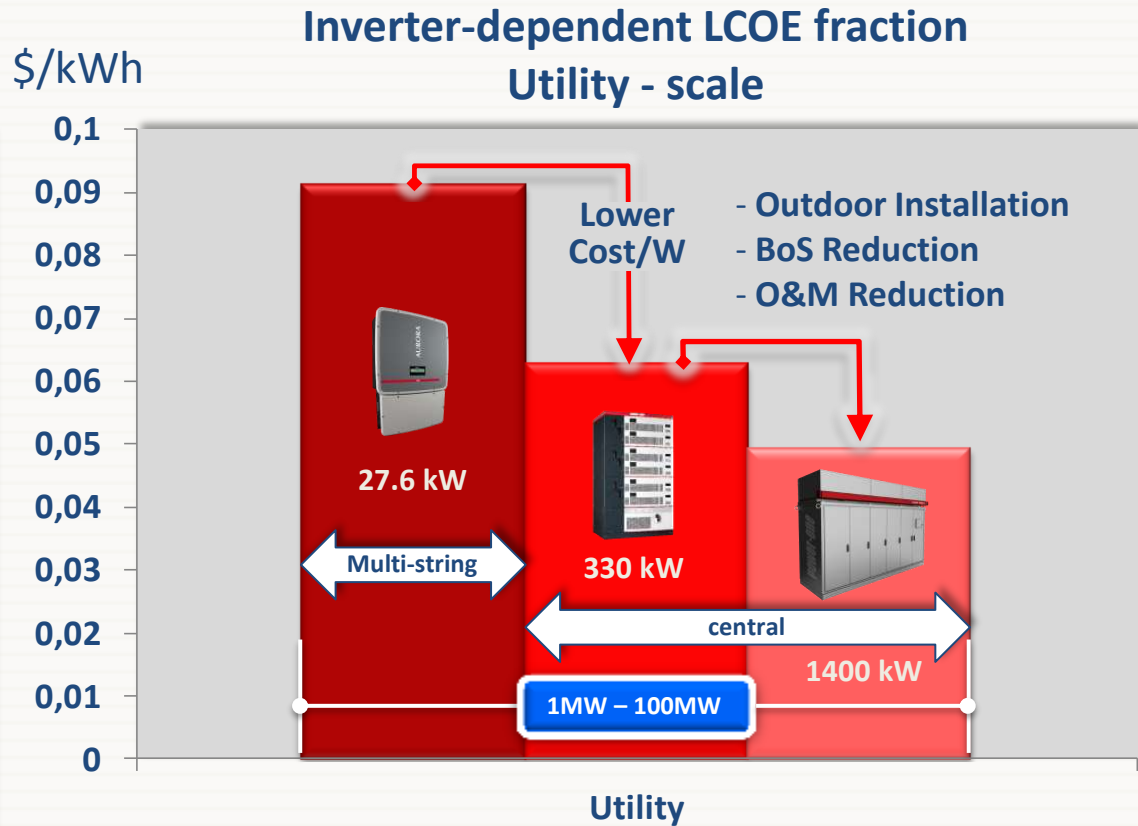 Inverter-dependent LCOE fraction
Utility - scale
$/kWh
0,1
0,09
0,08
0,07
0,06
0,05
0,04
0,03
0,02
0,01
0
Lower
Cost/W
- Outdoor Installation
- BoS Reduction
- O&M Reduction
AURORA
27.6 kW
330 kW
1400 kW
Multi-string
central
1MW – 100MW
Utility